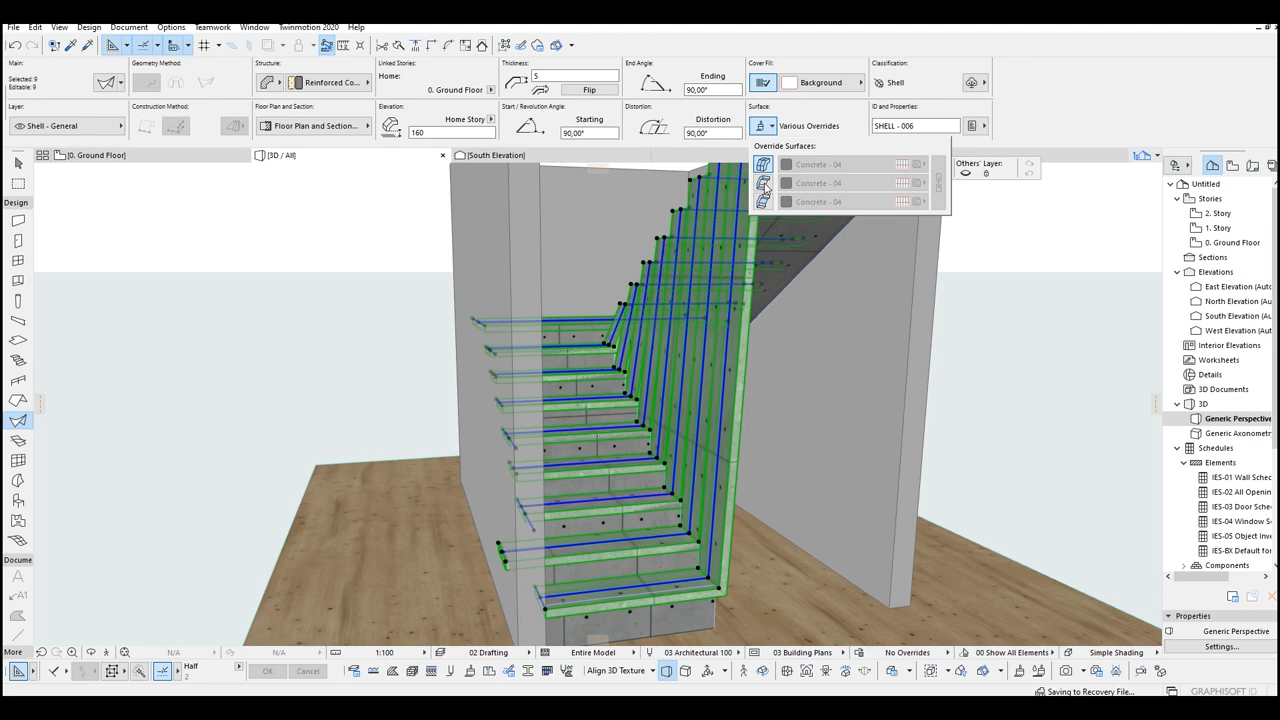 File Edit View Design Document Options Teamwork Window Twinmotion 2020 Help
Main: Geometry Method: Structure: Linked Stories: Thickness: End Angle: Cover Fill: Classification:
Selected: 9
Editable: 9
Reinforced Co...
Home:
0. Ground Floor
5
Flip
Ending
90,00°
Background
Shell
Layer: Construction Method: Floor Plan and Section: Elevation: Start / Revolution Angle: Distortion: Surface: ID and Properties:
Shell - General
Floor Plan and Section...
Home Story
160
Starting
90,00°
Distortion
90,00°
Various Overrides
SHELL - 006
Override Surfaces:
Concrete - 04
Concrete - 04
Concrete - 04
[0. Ground Floor]
[3D / All]
[South Elevation]
Others' Layer:
Design
Docume
More
Untitled
Stories
2. Story
1. Story
0. Ground Floor
Sections
Elevations
East Elevation (Aut
North Elevation (A
South Elevation (Au
West Elevation (Au
Interior Elevations
Worksheets
Details
3D Documents
3D
Generic Perspective
Generic Axonometr
Schedules
Elements
IES-01 Wall Sched
IES-02 All Opening
IES-03 Door Sche
IES-04 Window S
IES-05 Object Inve
IES-BX Default for
Components
Properties
Generic Perspective
Settings...
N/A N/A 1:100 02 Drafting Entire Model 03 Architectural 100 03 Building Plans No Overrides 00 Show All Elements Simple Shading
Half
2
OK Cancel
Align 3D Texture
Saving to Recovery File...
GRAPHISOFT ID